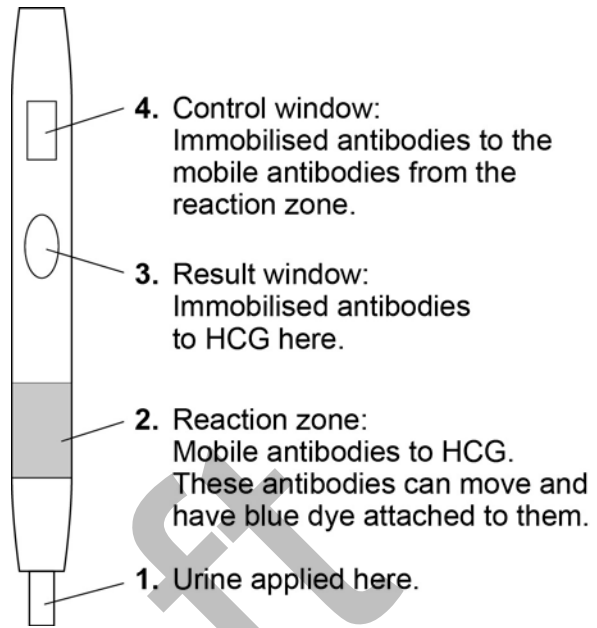 4. Control window:
Immobilised antibodies to the
mobile antibodies from the
reaction zone.
3. Result window:
Immobilised antibodies
to HCG here.
2. Reaction zone:
Mobile antibodies to HCG.
These antibodies can move and
have blue dye attached to them.
1. Urine applied here.
ft